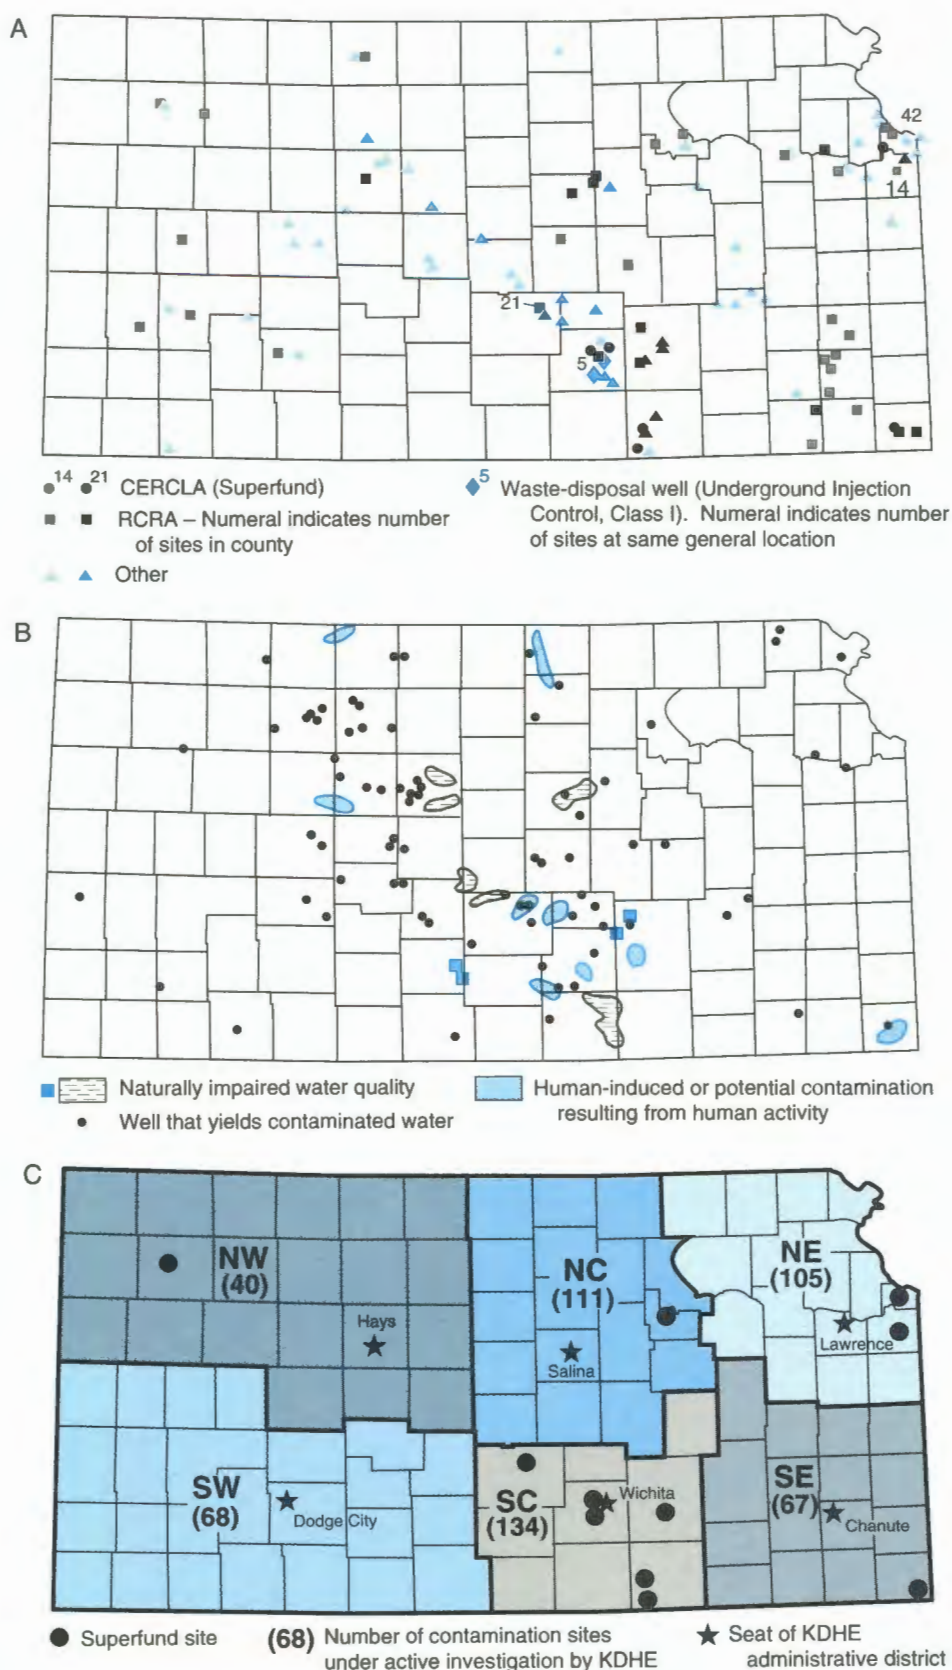 A
42
14
21
5
14 21 CERCLA (Superfund)
RCRA – Numeral indicates number
of sites in county
Other
5 Waste-disposal well (Underground Injection
Control, Class I). Numeral indicates number
of sites at same general location
B
Naturally impaired water quality
Well that yields contaminated water
Human-induced or potential contamination
resulting from human activity
C
NW
(40)
Hays
NC
(111)
Salina
NE
(105)
Lawrence
SW
(68)
Dodge City
SC
(134)
Wichita
SE
(67)
Chanute
Superfund site
(68) Number of contamination sites
under active investigation by KDHE
Seat of KDHE
administrative district